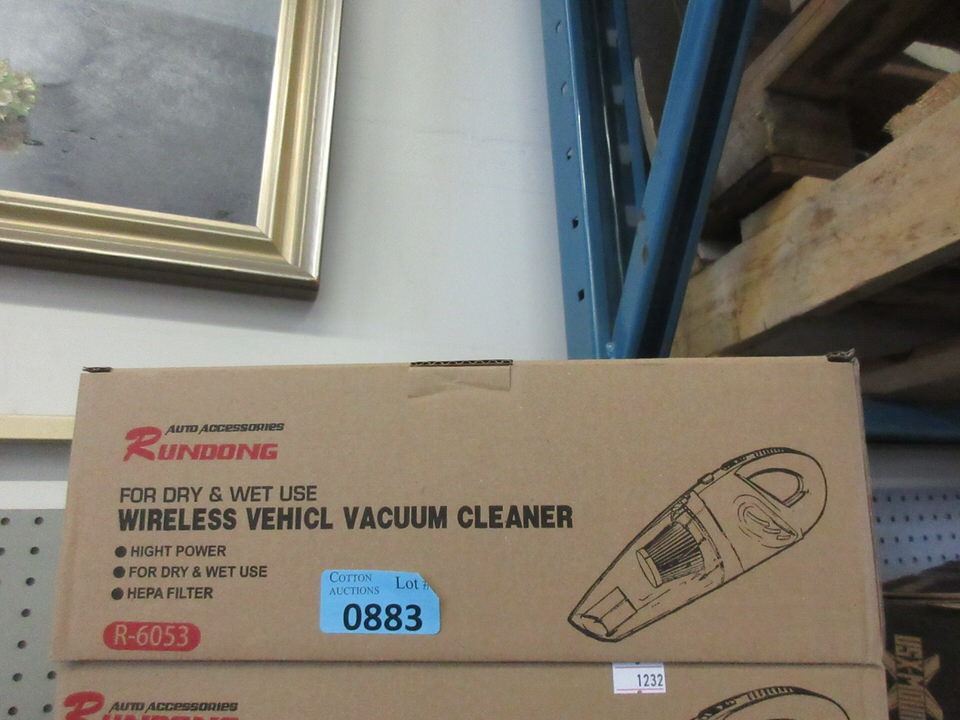 AUTO ACCESSORIES
RUNDONG
FOR DRY & WET USE
WIRELESS VEHICL VACUUM CLEANER
● HIGHT POWER
● FOR DRY & WET USE
● HEPA FILTER
R-6053
COTTON AUCTIONS Lot #
0883
1232
AUTO ACCESSORIES
RUNDONG